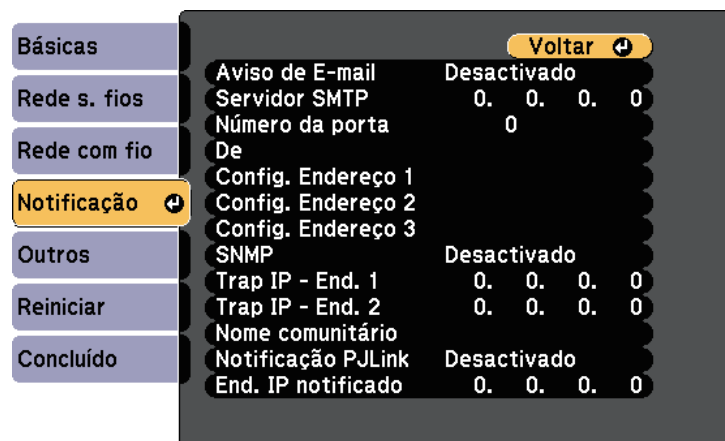 Básicas
Rede s. fios
Rede com fio
Notificação
Outros
Reiniciar
Concluído
Voltar
Aviso de E-mail Desactivado
Servidor SMTP 0. 0. 0. 0
Número da porta 0
De
Config. Endereço 1
Config. Endereço 2
Config. Endereço 3
SNMP Desactivado
Trap IP - End. 1 0. 0. 0. 0
Trap IP - End. 2 0. 0. 0. 0
Nome comunitário
Notificação PJLink Desactivado
End. IP notificado 0. 0. 0. 0